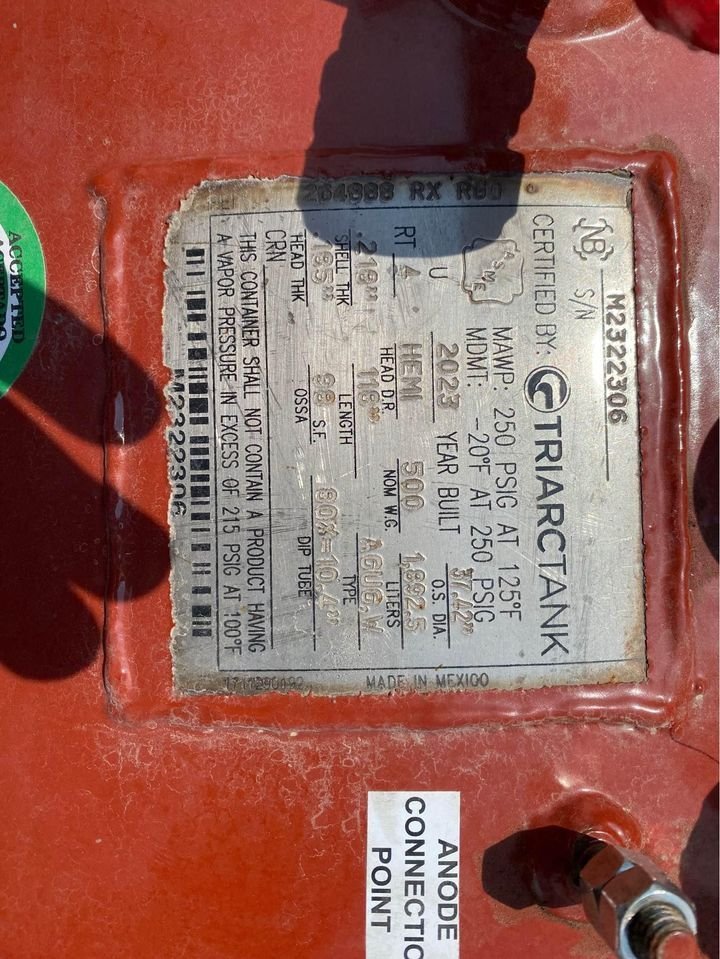 M2322306
NB S/N
CERTIFIED BY: TRIARCTANK
MAWP: 250 PSIG AT 125°F
MDMT: -20°F AT 250 PSIG
U 2023 YEAR BUILT 37.42" O.S. DIA.
RT 4 HEMI HEAD D.R. 500 NOM W.G. 1,892.5 LITERS
SHELL THK 118" LENGTH AGUG/W TYPE
HEAD THK 98 S.F. 80%=10.4" DIP TUBE
CRN OSSA
THIS CONTAINER SHALL NOT CONTAIN A PRODUCT HAVING
A VAPOR PRESSURE IN EXCESS OF 215 PSIG AT 100°F
M2322306
MADE IN MEXICO
ACCEPTED
ANODE
CONNECTIO
POINT